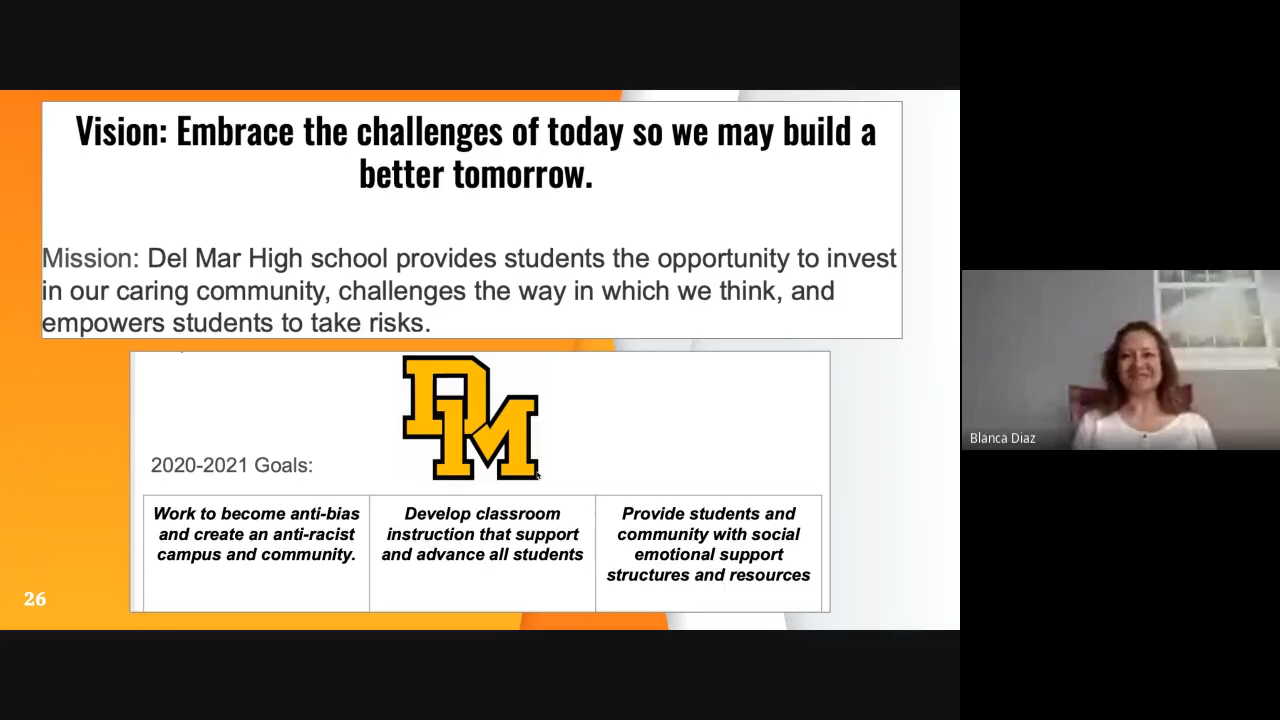 Vision: Embrace the challenges of today so we may build a
better tomorrow.
Mission: Del Mar High school provides students the opportunity to invest
in our caring community, challenges the way in which we think, and
empowers students to take risks.
DM
2020-2021 Goals:
Work to become anti-bias
and create an anti-racist
campus and community.
Develop classroom
instruction that support
and advance all students
Provide students and
community with social
emotional support
structures and resources
26
Blanca Diaz